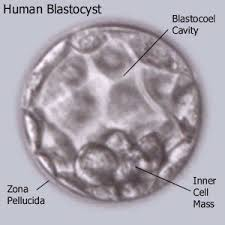 Human Blastocyst
Blastocoel
Cavity
Zona
Pellucida
Inner
Cell
Mass